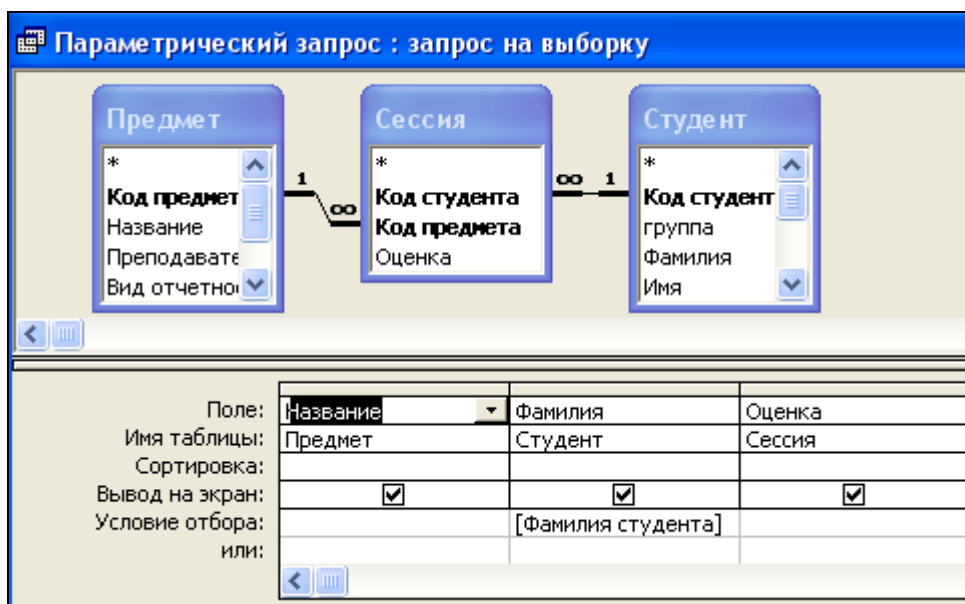 Параметрический запрос : запрос на выборку
Предмет Сессия Студент
* * *
Код предмет 1 ∞ Код студента ∞ 1 Код студент
Название Код предмета группа
Преподавате Оценка Фамилия
Вид отчетно Имя
Поле: Название Фамилия Оценка
Имя таблицы: Предмет Студент Сессия
Сортировка:
Вывод на экран:
Условие отбора: [Фамилия студента]
или: